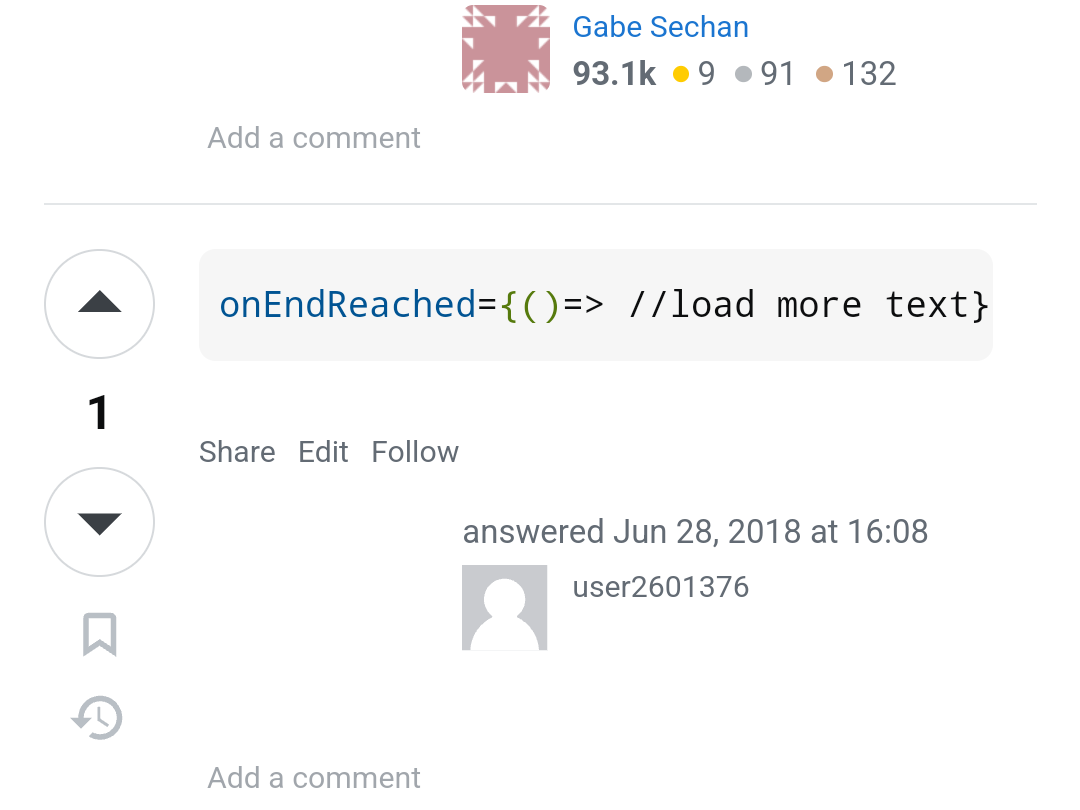 Gabe Sechan
93.1k 9 91 132
Add a comment
onEndReached={()=> //load more text}
1
Share Edit Follow
answered Jun 28, 2018 at 16:08
user2601376
Add a comment